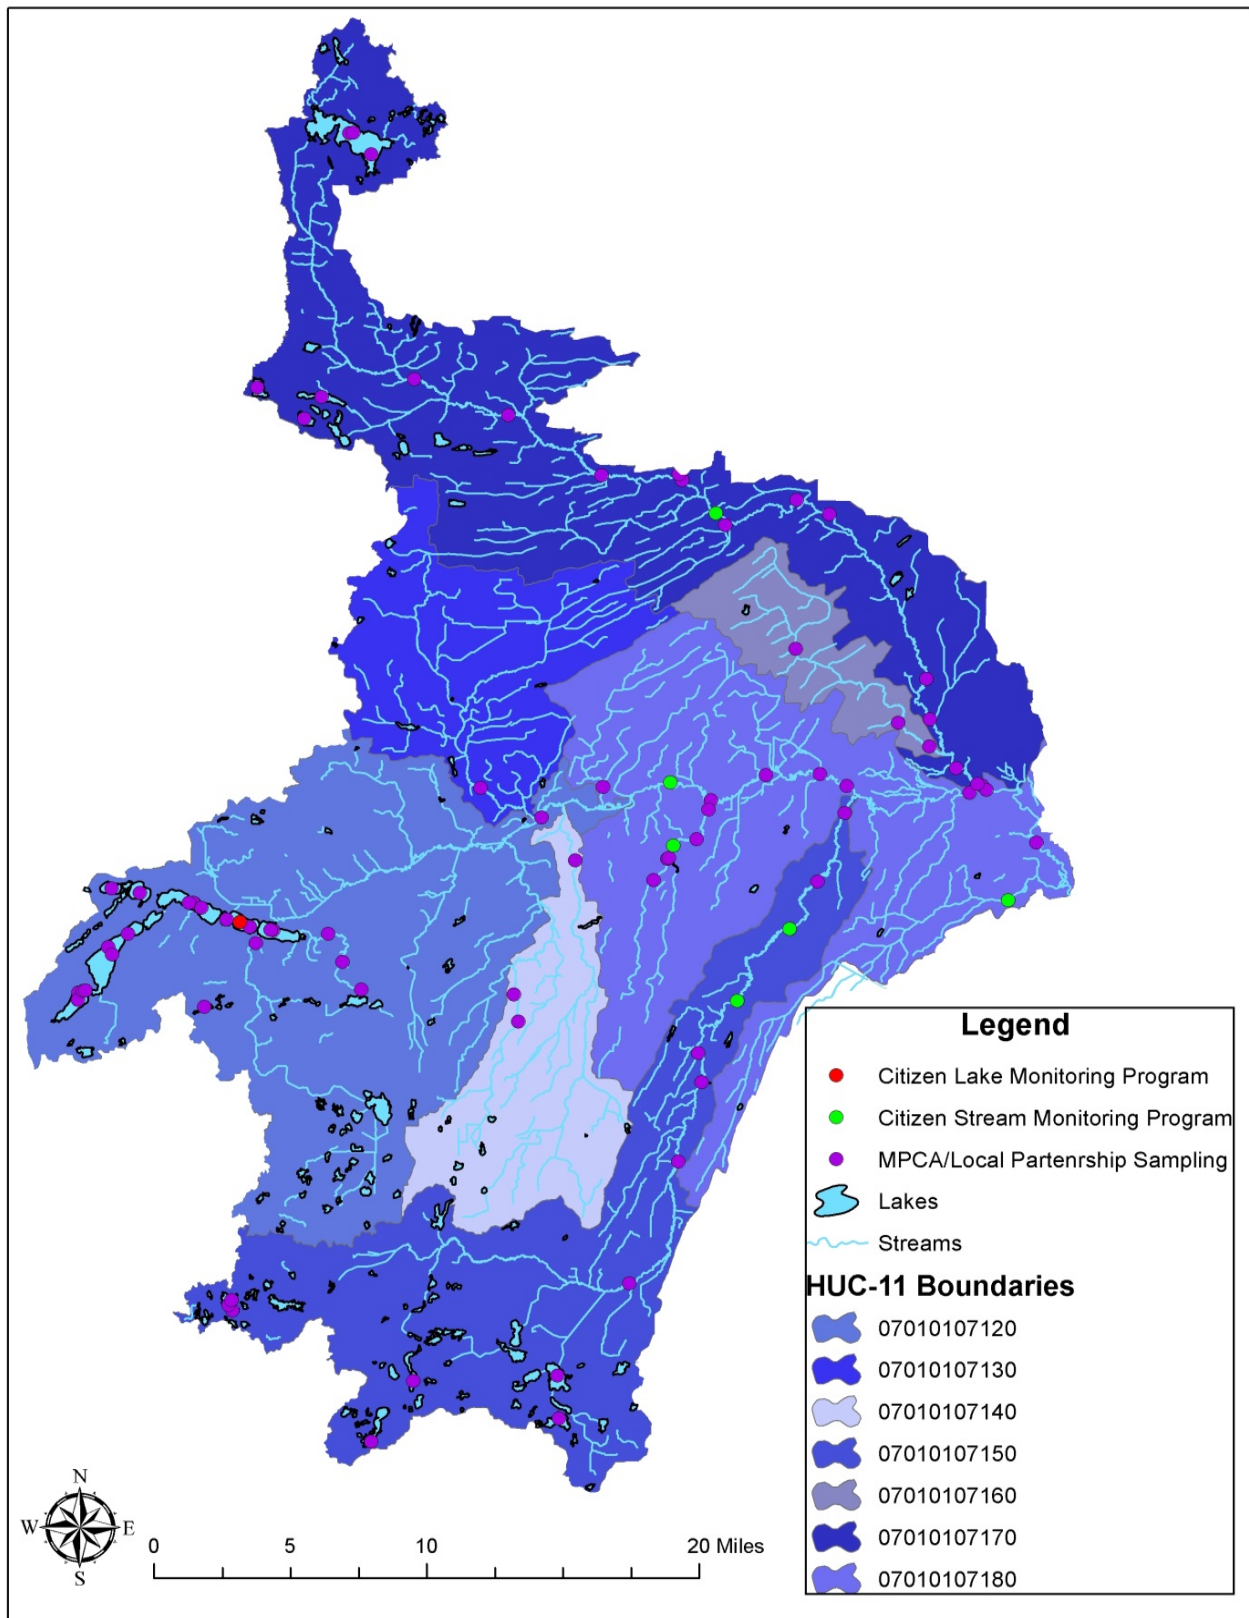 Legend
Citizen Lake Monitoring Program
Citizen Stream Monitoring Program
MPCA/Local Partenrship Sampling
Lakes
Streams
HUC-11 Boundaries
07010107120
07010107130
07010107140
07010107150
07010107160
07010107170
07010107180
N
W E
S
0 5 10 20 Miles